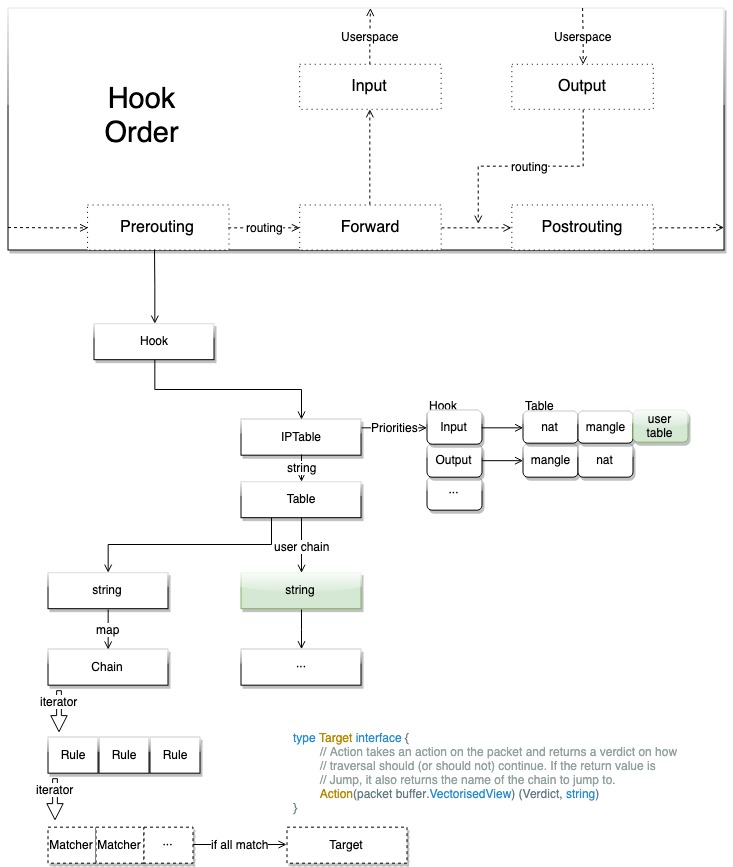 Userspace
Userspace
Hook
Order
Input
Output
routing
Prerouting
routing
Forward
Postrouting
Hook
IPTable
Priorities
Hook
Table
Input
nat
mangle
user
table
string
Output
mangle
nat
Table
...
user chain
string
string
map
Chain
...
iterator
Rule
Rule
Rule
type Target interface {
// Action takes an action on the packet and returns a verdict on how
// traversal should (or should not) continue. If the return value is
// Jump, it also returns the name of the chain to jump to.
Action(packet buffer.VectorisedView) (Verdict, string)
}
iterator
Matcher
Matcher
...
if all match
Target